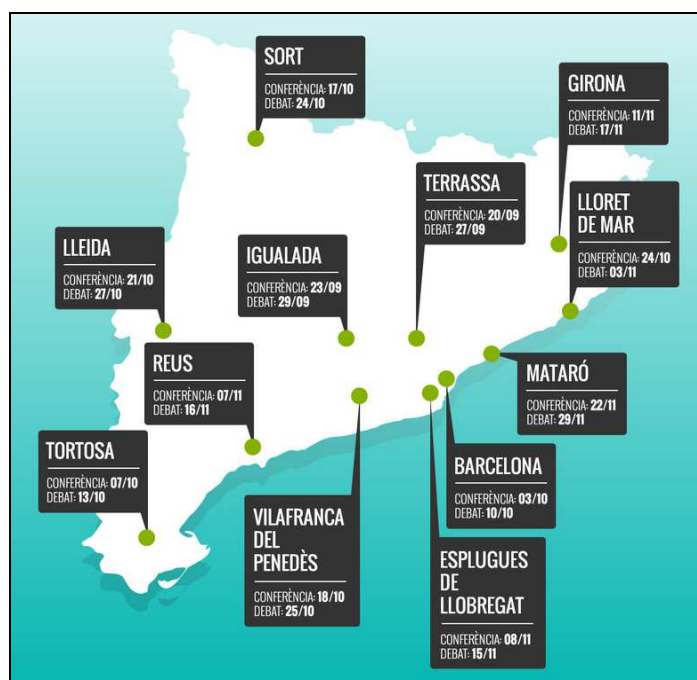 SORT
CONFERÈNCIA: 17/10
DEBAT: 24/10
GIRONA
CONFERÈNCIA: 11/11
DEBAT: 17/11
TERRASSA
CONFERÈNCIA: 20/09
DEBAT: 27/09
LLORET
DE MAR
CONFERÈNCIA: 24/10
DEBAT: 03/11
LLEIDA
CONFERÈNCIA: 21/10
DEBAT: 27/10
IGUALADA
CONFERÈNCIA: 23/09
DEBAT: 29/09
REUS
CONFERÈNCIA: 07/11
DEBAT: 16/11
MATARÓ
CONFERÈNCIA: 22/11
DEBAT: 29/11
TORTOSA
CONFERÈNCIA: 07/10
DEBAT: 13/10
BARCELONA
CONFERÈNCIA: 03/10
DEBAT: 10/10
VILAFRANCA
DEL
PENEDÈS
CONFERÈNCIA: 18/10
DEBAT: 25/10
ESPLUGUES
DE
LLOBREGAT
CONFERÈNCIA: 08/11
DEBAT: 15/11